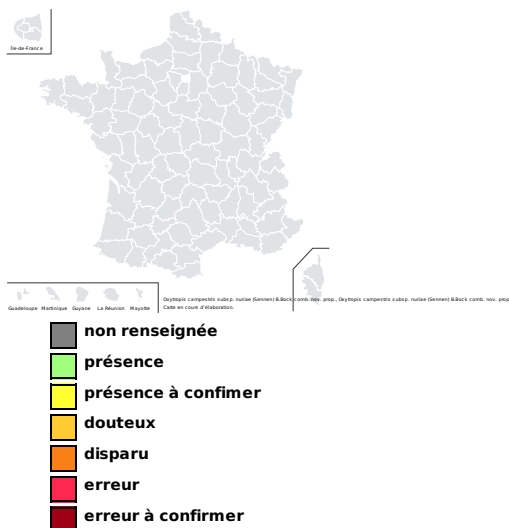 Île-de-France
Guadeloupe Martinique Guyane La Réunion Mayotte
Oxytropis campestris subsp. nuriae (Sennen) B.Bock comb. nov. prop., Oxytropis campestris subsp. nuriae (Sennen) B.Bock comb. nov. prop
Carte en cours d'élaboration.
non renseignée
présence
présence à confimer
douteux
disparu
erreur
erreur à confirmer